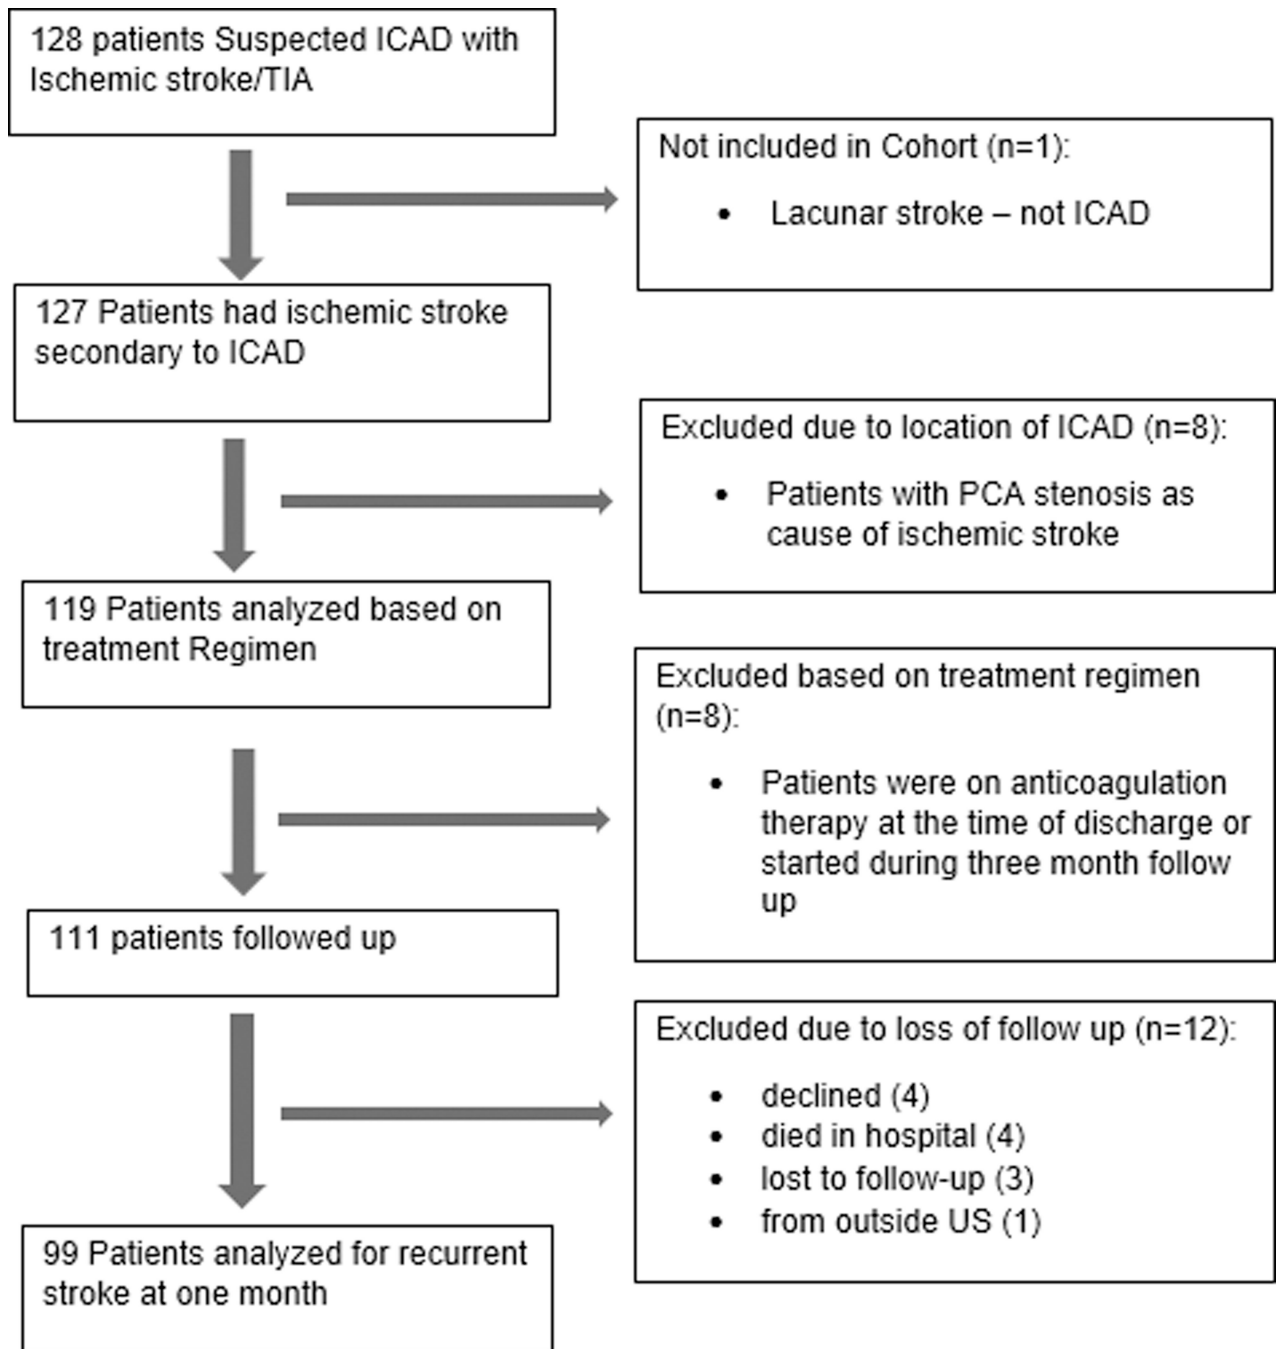 128 patients Suspected ICAD with
Ischemic stroke/TIA
Not included in Cohort (n=1):
• Lacunar stroke – not ICAD
127 Patients had ischemic stroke
secondary to ICAD
Excluded due to location of ICAD (n=8):
• Patients with PCA stenosis as
cause of ischemic stroke
119 Patients analyzed based on
treatment Regimen
Excluded based on treatment regimen
(n=8):
• Patients were on anticoagulation
therapy at the time of discharge or
started during three month follow
up
111 patients followed up
Excluded due to loss of follow up (n=12):
• declined (4)
• died in hospital (4)
• lost to follow-up (3)
• from outside US (1)
99 Patients analyzed for recurrent
stroke at one month